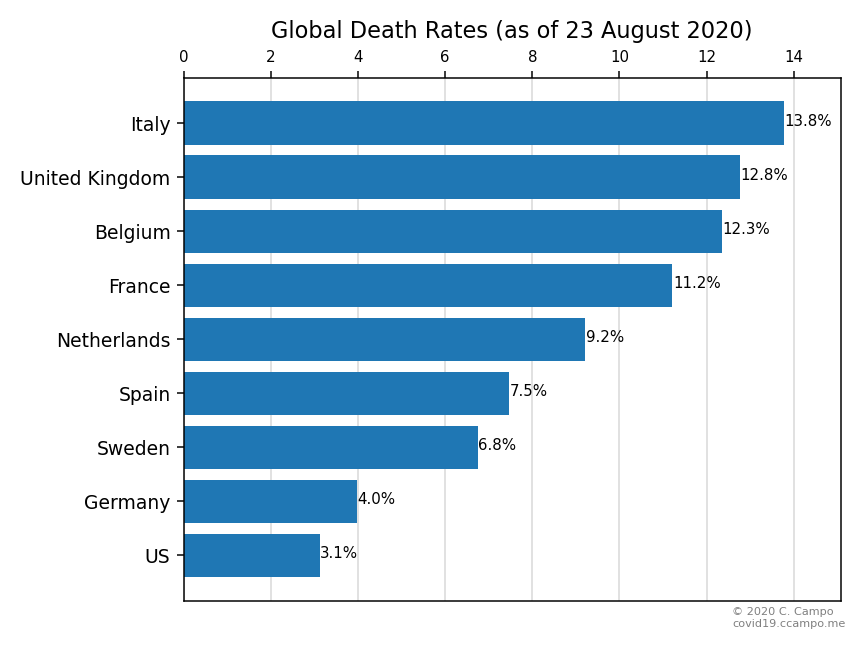 Global Death Rates (as of 23 August 2020)
0 2 4 6 8 10 12 14
Italy 13.8%
United Kingdom 12.8%
Belgium 12.3%
France 11.2%
Netherlands 9.2%
Spain 7.5%
Sweden 6.8%
Germany 4.0%
US 3.1%
© 2020 C. Campo
covid19.ccampo.me